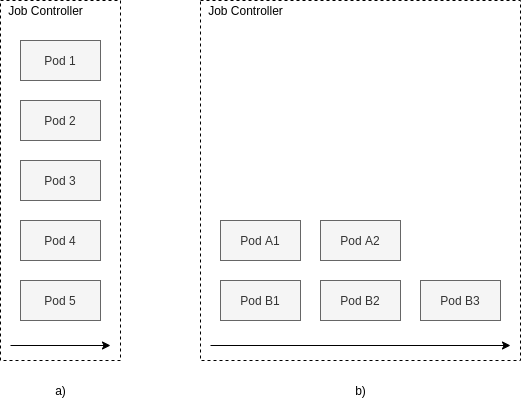 Job Controller
Pod 1
Pod 2
Pod 3
Pod 4
Pod 5
a)
Job Controller
Pod A1
Pod A2
Pod B1
Pod B2
Pod B3
b)